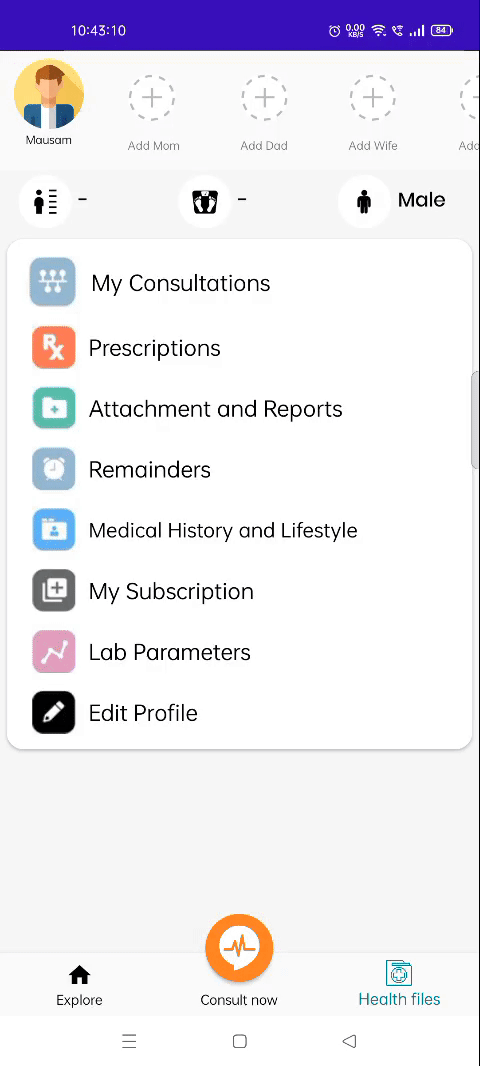 10:43:10
0.00
KB/S
84
Mausam
Add Mom
Add Dad
Add Wife
Add
-
-
Male
My Consultations
Rx
Prescriptions
Attachment and Reports
Remainders
Medical History and Lifestyle
My Subscription
Lab Parameters
Edit Profile
Explore
Consult now
Health files